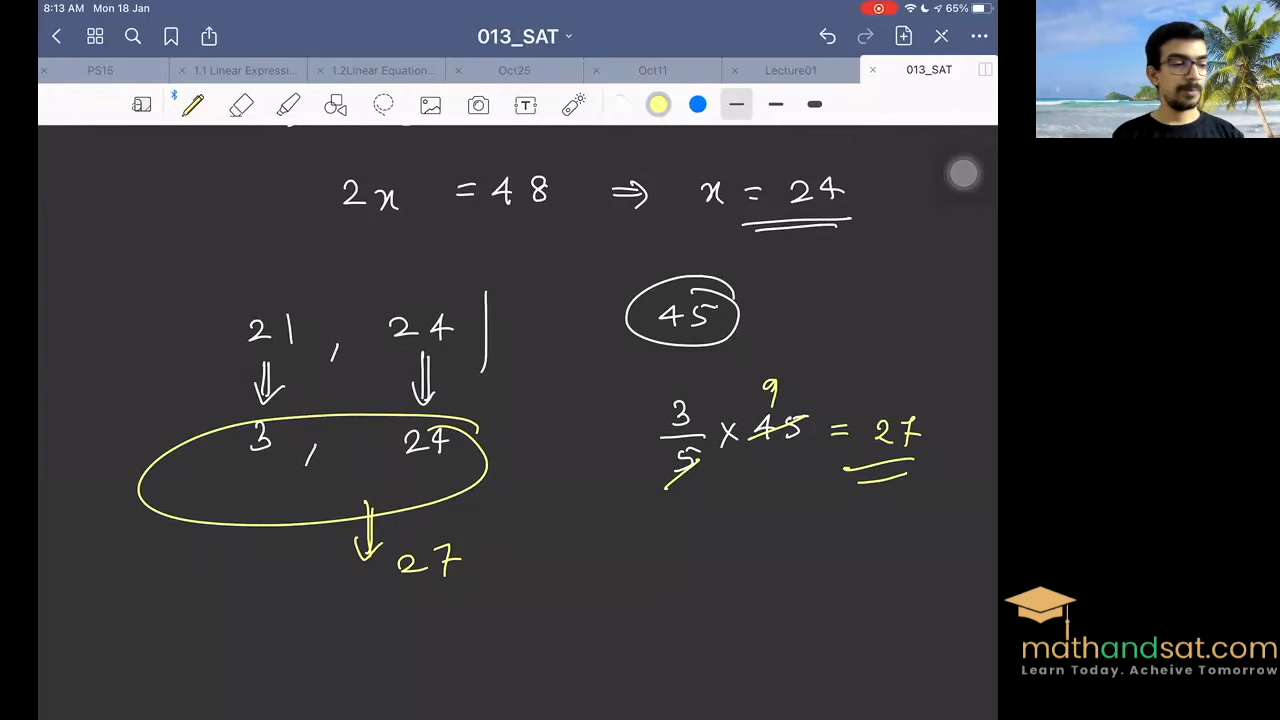 8:13 AM Mon 18 Jan
65%
013_SAT
PS15
1.1 Linear Expressi...
1.2Linear Equation...
Oct25
Oct11
Lecture01
013_SAT
2x = 48 ⇒ x = 24
21 , 24
45
3 , 24
3/5 × 45 = 27
9
27
mathandsat.com
Learn Today. Acheive Tomorrow